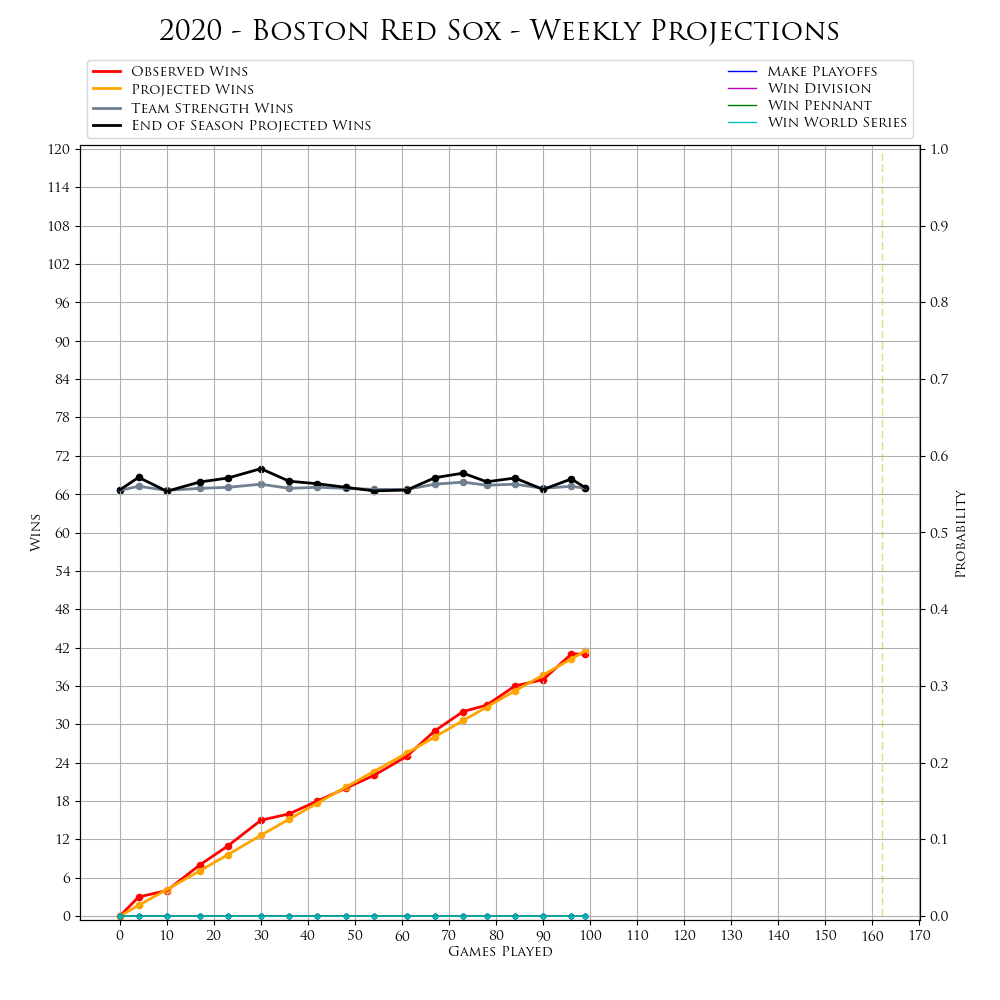 2020 - Boston Red Sox - Weekly Projections
Observed Wins
Projected Wins
Team Strength Wins
End of Season Projected Wins
Make Playoffs
Win Division
Win Pennant
Win World Series
120
114
108
102
96
90
84
78
72
66
60
54
48
42
36
30
24
18
12
6
0
Wins
1.0
0.9
0.8
0.7
0.6
0.5
0.4
0.3
0.2
0.1
0.0
Probability
0 10 20 30 40 50 60 70 80 90 100 110 120 130 140 150 160 170
Games Played